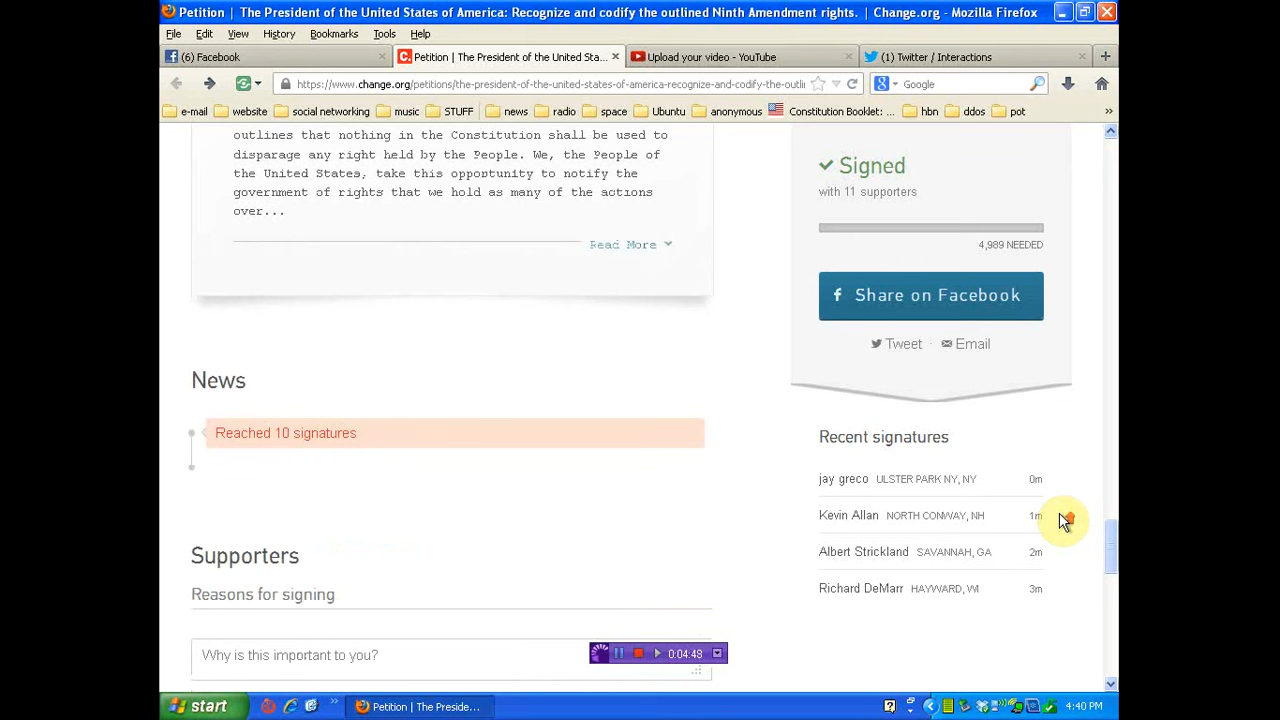 Petition | The President of the United States of America: Recognize and codify the outlined Ninth Amendment rights. | Change.org - Mozilla Firefox
File Edit View History Bookmarks Tools Help
(6) Facebook
Petition | The President of the United Sta...
Upload your video - YouTube
(1) Twitter / Interactions
https://www.change.org/petitions/the-president-of-the-united-states-of-america-recognize-and-codify-the-outli
Google
e-mail website social networking music STUFF news radio space Ubuntu anonymous Constitution Booklet: ... hbn ddos pot
outlines that nothing in the Constitution shall be used to
disparage any right held by the People. We, the People of
the United States, take this opportunity to notify the
government of rights that we hold as many of the actions
over...
Read More
Signed
with 11 supporters
4,989 NEEDED
Share on Facebook
Tweet · Email
News
Reached 10 signatures
Recent signatures
jay greco ULSTER PARK NY, NY 0m
Kevin Allan NORTH CONWAY, NH 1m
Albert Strickland SAVANNAH, GA 2m
Richard DeMarr HAYWARD, WI 3m
Supporters
Reasons for signing
Why is this important to you?
0:04:48
start
Petition | The Preside...
4:40 PM